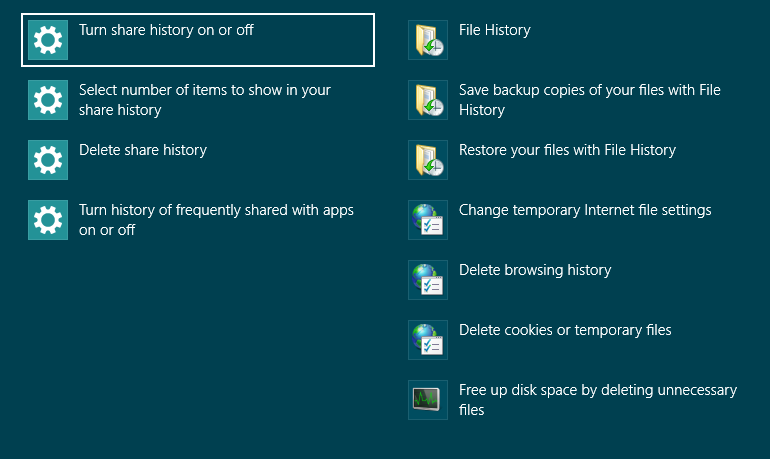 Turn share history on or off
Select number of items to show in your
share history
Delete share history
Turn history of frequently shared with apps
on or off
File History
Save backup copies of your files with File
History
Restore your files with File History
Change temporary Internet file settings
Delete browsing history
Delete cookies or temporary files
Free up disk space by deleting unnecessary
files